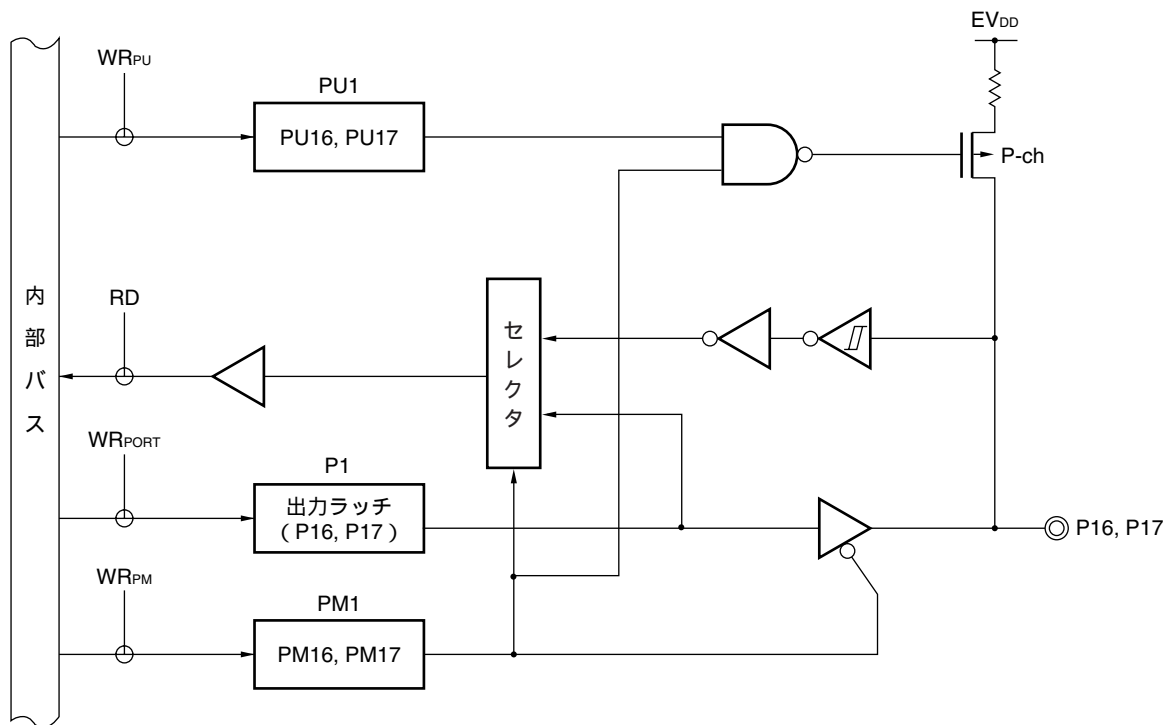 EVDD
WRPU
PU1
PU16, PU17
P-ch
内部バス
RD
セレクタ
WRPORT
P1
出力ラッチ
( P16, P17 )
P16, P17
WRPM
PM1
PM16, PM17